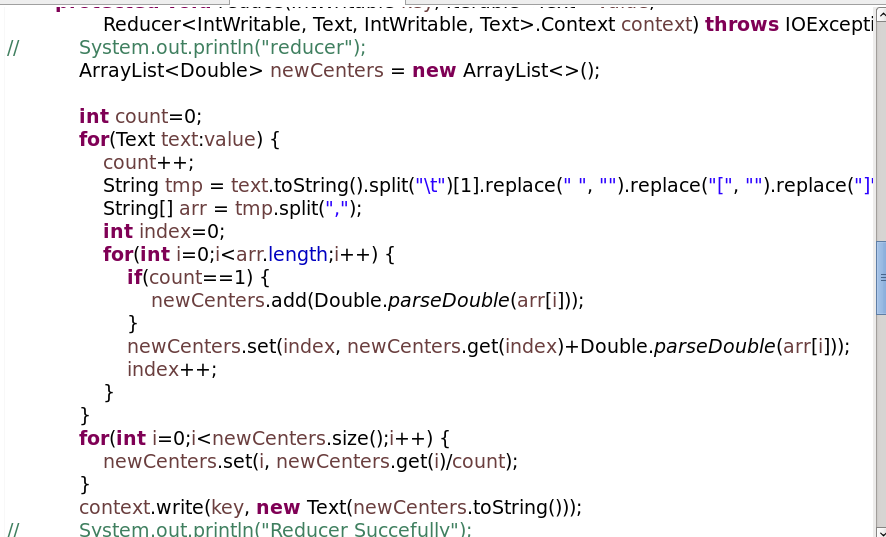 Reducer<IntWritable, Text, IntWritable, Text>.Context context) throws IOExcepti
// System.out.println("reducer");
ArrayList<Double> newCenters = new ArrayList<>();
int count=0;
for(Text text:value) {
count++;
String tmp = text.toString().split("\t")[1].replace(" ", "").replace("[", "").replace("]"
String[] arr = tmp.split(",");
int index=0;
for(int i=0;i<arr.length;i++) {
if(count==1) {
newCenters.add(Double.parseDouble(arr[i]));
}
newCenters.set(index, newCenters.get(index)+Double.parseDouble(arr[i]));
index++;
}
}
for(int i=0;i<newCenters.size();i++) {
newCenters.set(i, newCenters.get(i)/count);
}
context.write(key, new Text(newCenters.toString()));
// System.out.println("Reducer Succefully");